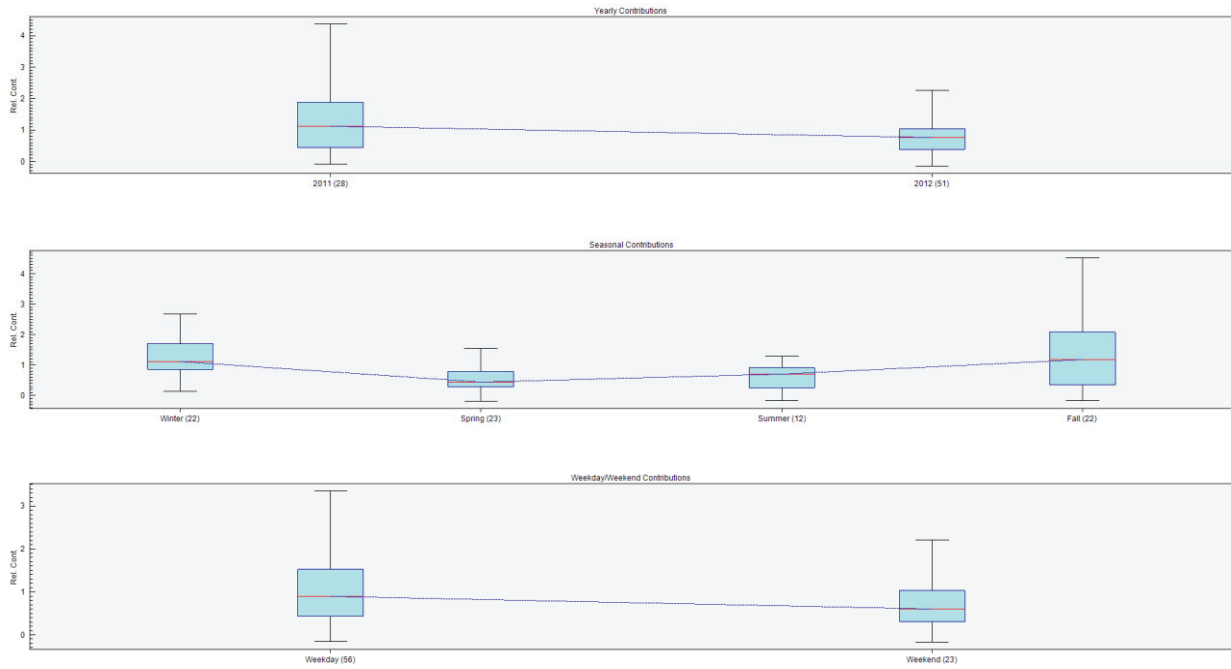 Yearly Contributions
4
3
2
1
0
Rel. Cont.
2011 (28)
2012 (51)
Seasonal Contributions
4
3
2
1
0
Rel. Cont.
Winter (22)
Spring (23)
Summer (12)
Fall (22)
Weekday/Weekend Contributions
3
2
1
0
Rel. Cont.
Weekday (56)
Weekend (23)